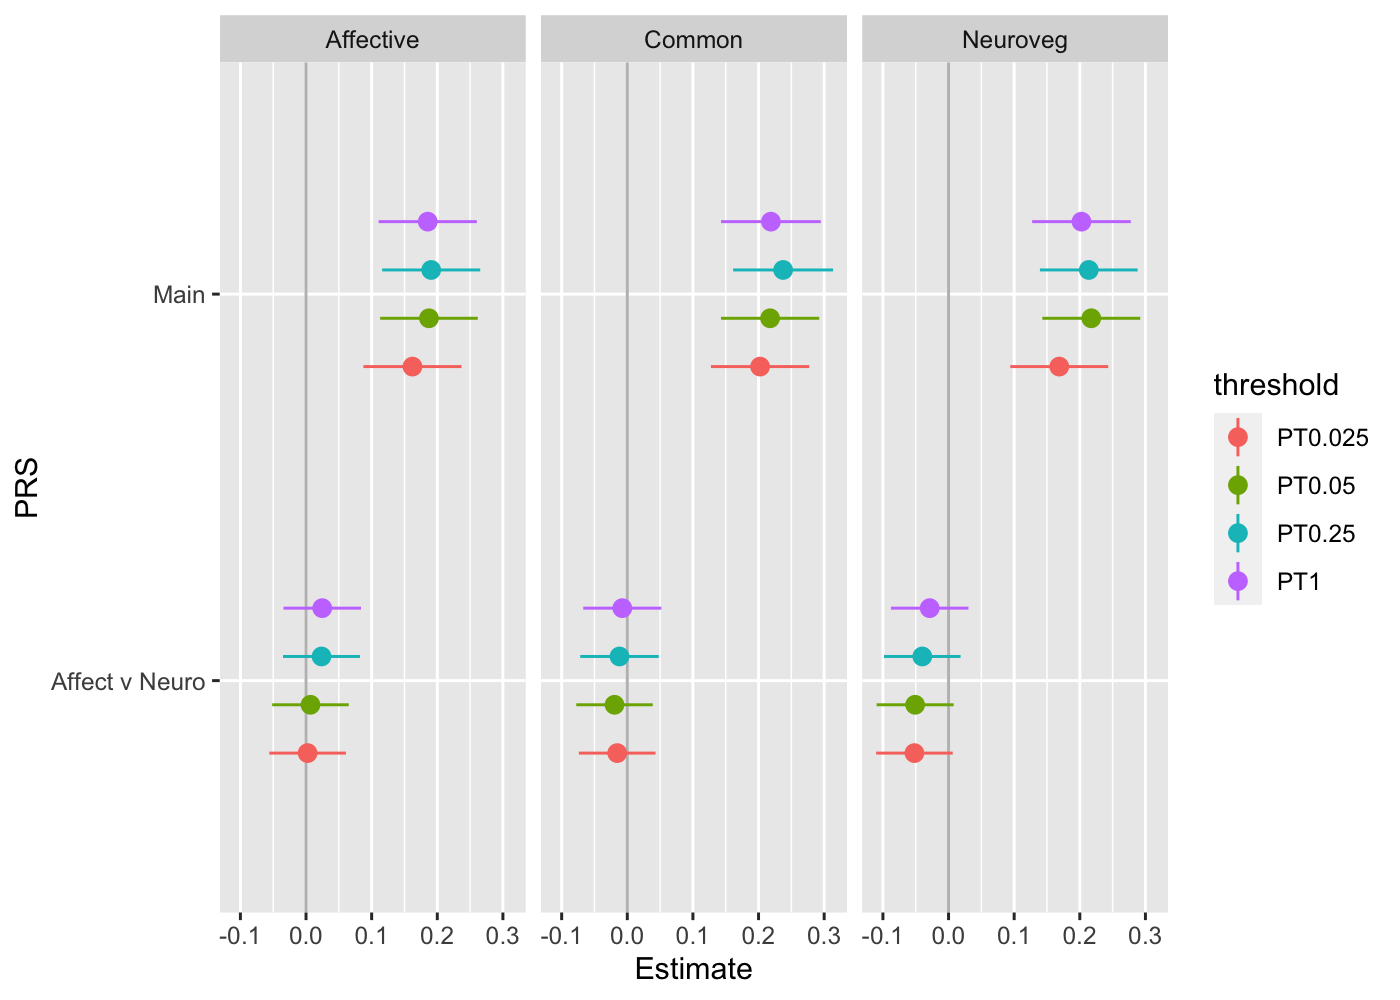 Affective Common Neuroveg
Main
Affect v Neuro
PRS
-0.1 0.0 0.1 0.2 0.3 -0.1 0.0 0.1 0.2 0.3 -0.1 0.0 0.1 0.2 0.3
Estimate
threshold
PT0.025
PT0.05
PT0.25
PT1